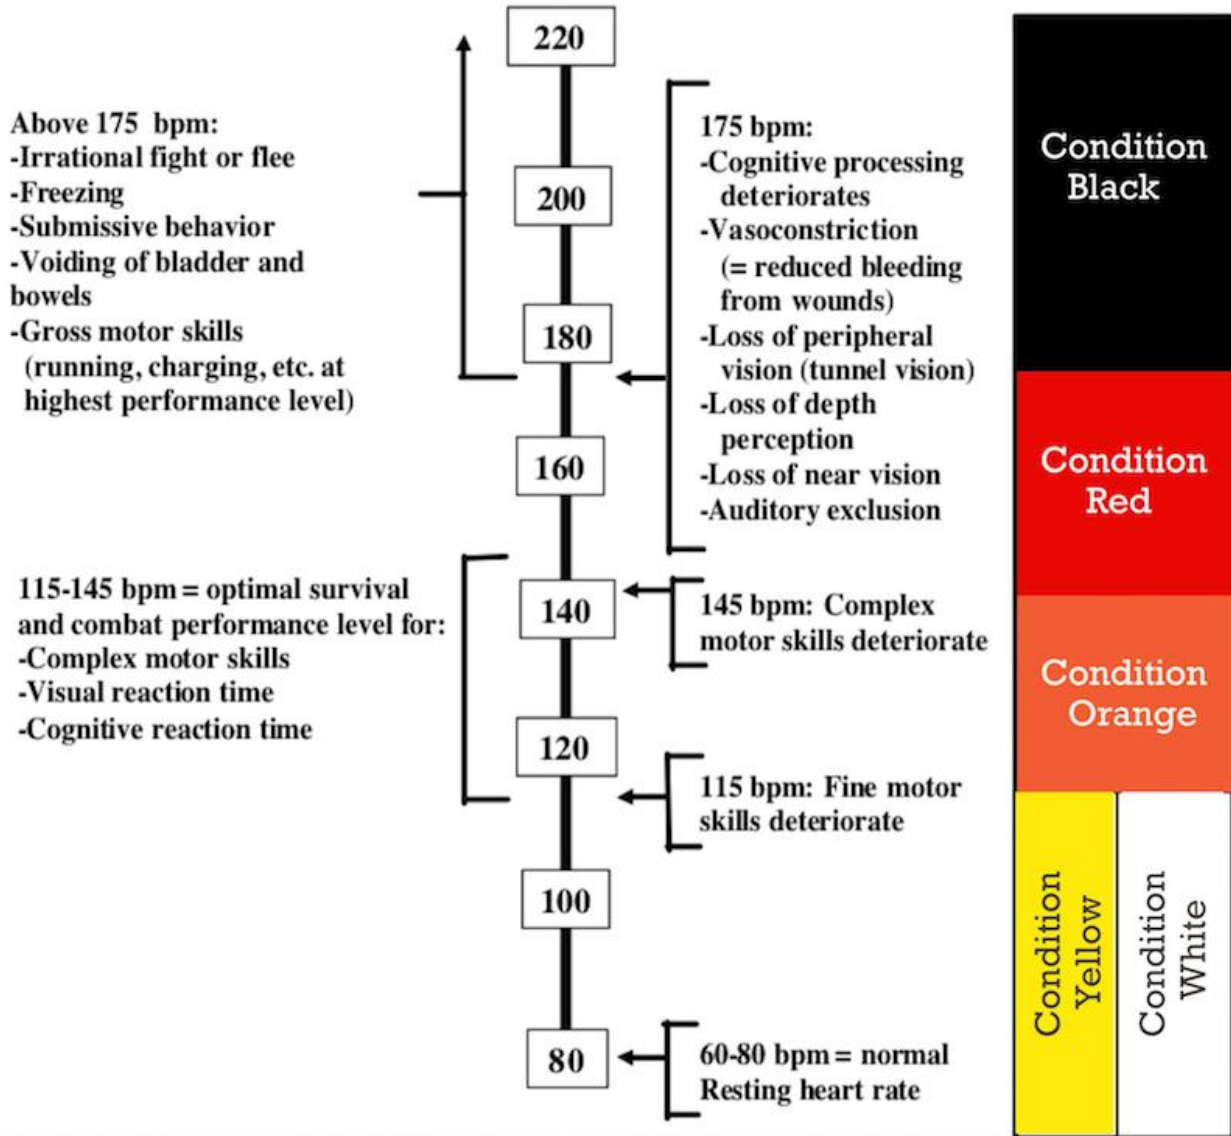 220
200
180
160
140
120
100
80
Above 175 bpm:
-Irrational fight or flee
-Freezing
-Submissive behavior
-Voiding of bladder and
bowels
-Gross motor skills
(running, charging, etc. at
highest performance level)
115-145 bpm = optimal survival
and combat performance level for:
-Complex motor skills
-Visual reaction time
-Cognitive reaction time
175 bpm:
-Cognitive processing
deteriorates
-Vasoconstriction
(= reduced bleeding
from wounds)
-Loss of peripheral
vision (tunnel vision)
-Loss of depth
perception
-Loss of near vision
-Auditory exclusion
145 bpm: Complex
motor skills deteriorate
115 bpm: Fine motor
skills deteriorate
60-80 bpm = normal
Resting heart rate
Condition
Black
Condition
Red
Condition
Orange
Condition
Yellow
Condition
White